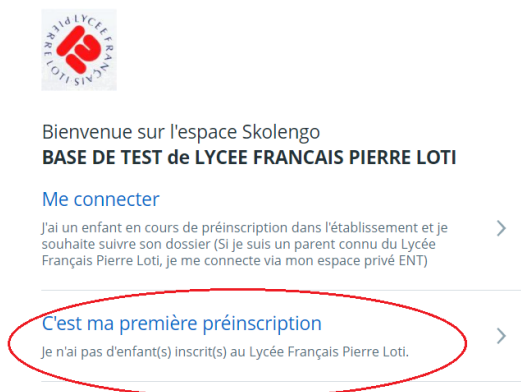 LYCEE FRANÇAIS
PIERRE LOTI
Bienvenue sur l'espace Skolengo
BASE DE TEST de LYCEE FRANCAIS PIERRE LOTI
Me connecter
J'ai un enfant en cours de préinscription dans l'établissement et je
souhaite suivre son dossier (Si je suis un parent connu du Lycée
Français Pierre Loti, je me connecte via mon espace privé ENT)
C'est ma première préinscription
Je n'ai pas d'enfant(s) inscrit(s) au Lycée Français Pierre Loti.